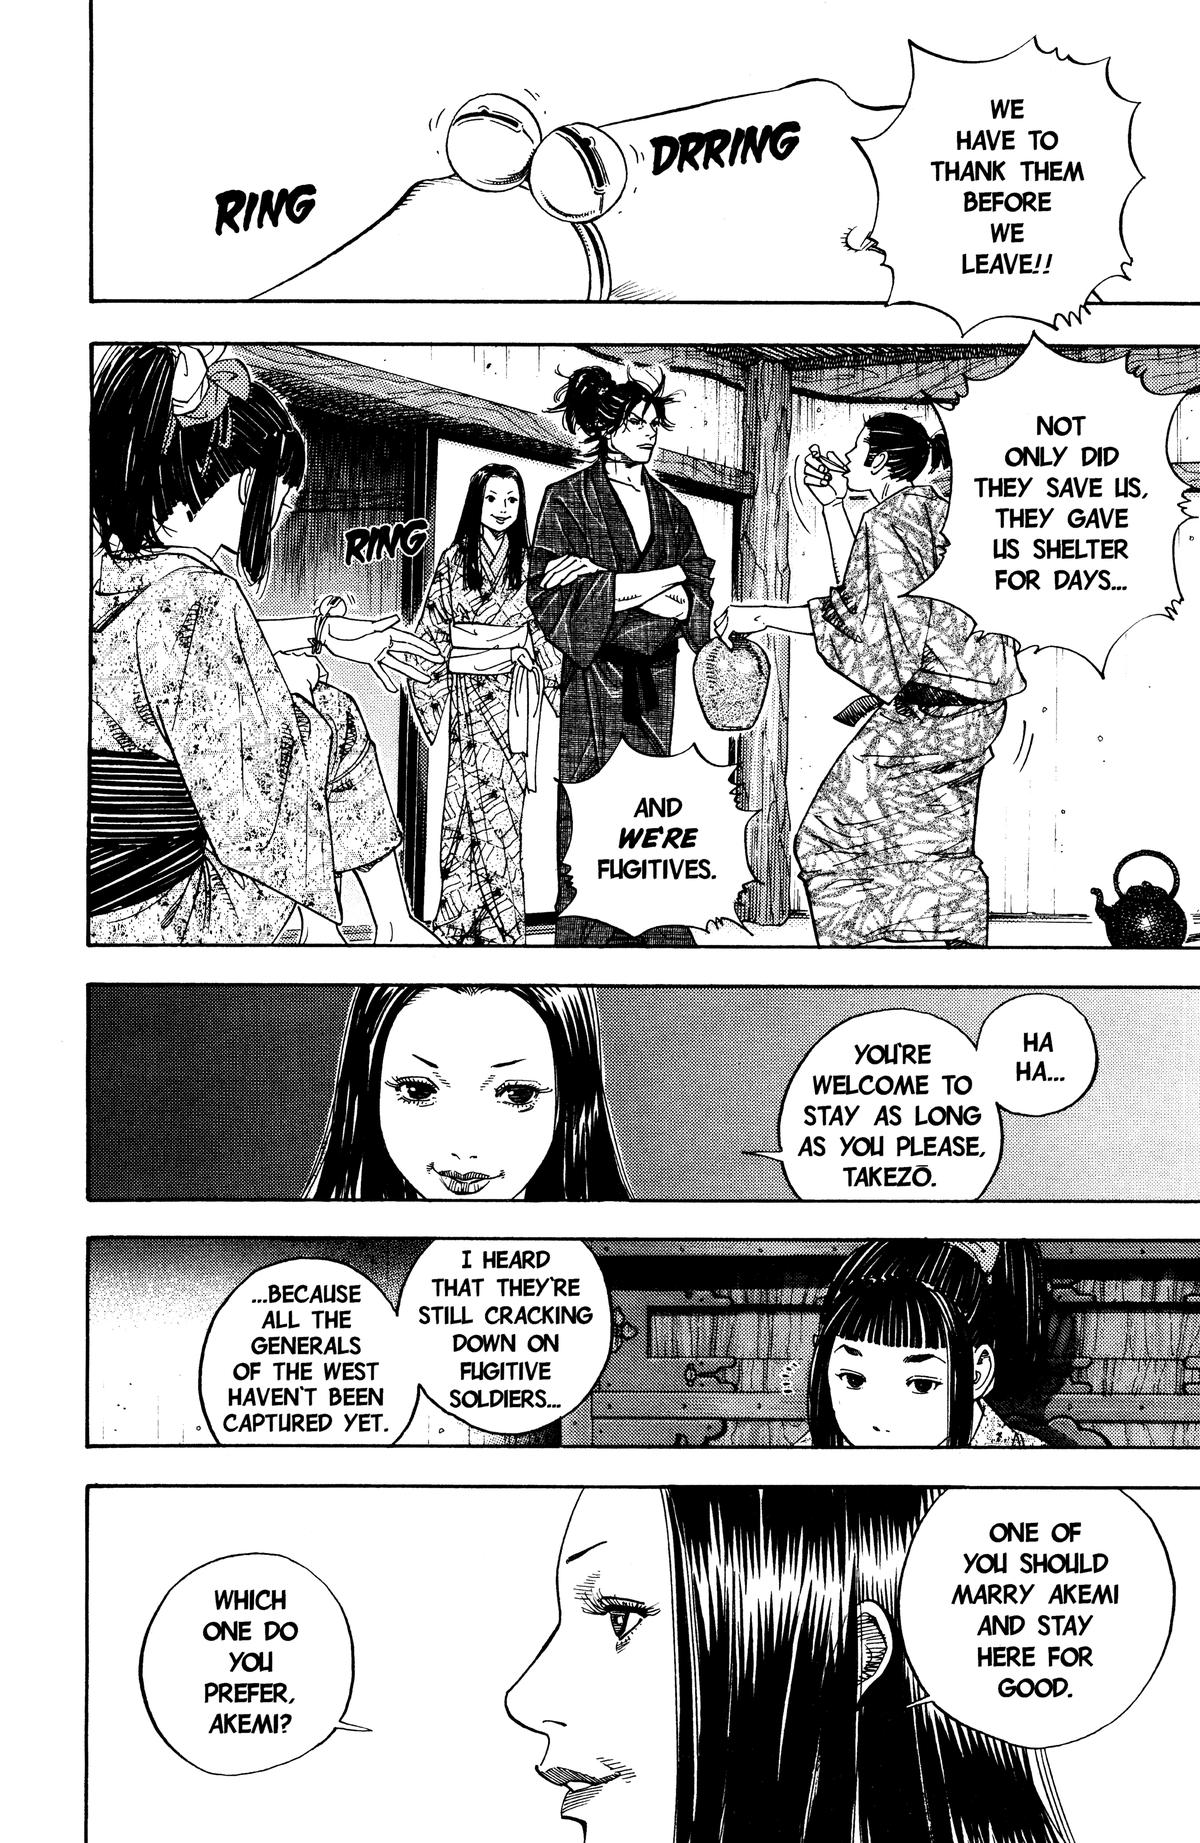 WE
HAVE TO
THANK THEM
BEFORE
WE
LEAVE!!
DRRING
RING
NOT
ONLY DID
THEY SAVE US,
THEY GAVE
US SHELTER
FOR DAYS...
RING
AND
WE'RE
FUGITIVES.
HA
HA...
YOU'RE
WELCOME TO
STAY AS LONG
AS YOU PLEASE,
TAKEZŌ.
I HEARD
THAT THEY'RE
STILL CRACKING
DOWN ON
FUGITIVE
SOLDIERS...
...BECAUSE
ALL THE
GENERALS
OF THE WEST
HAVEN'T BEEN
CAPTURED YET.
ONE OF
YOU SHOULD
MARRY AKEMI
AND STAY
HERE FOR
GOOD.
WHICH
ONE DO
YOU
PREFER,
AKEMI?